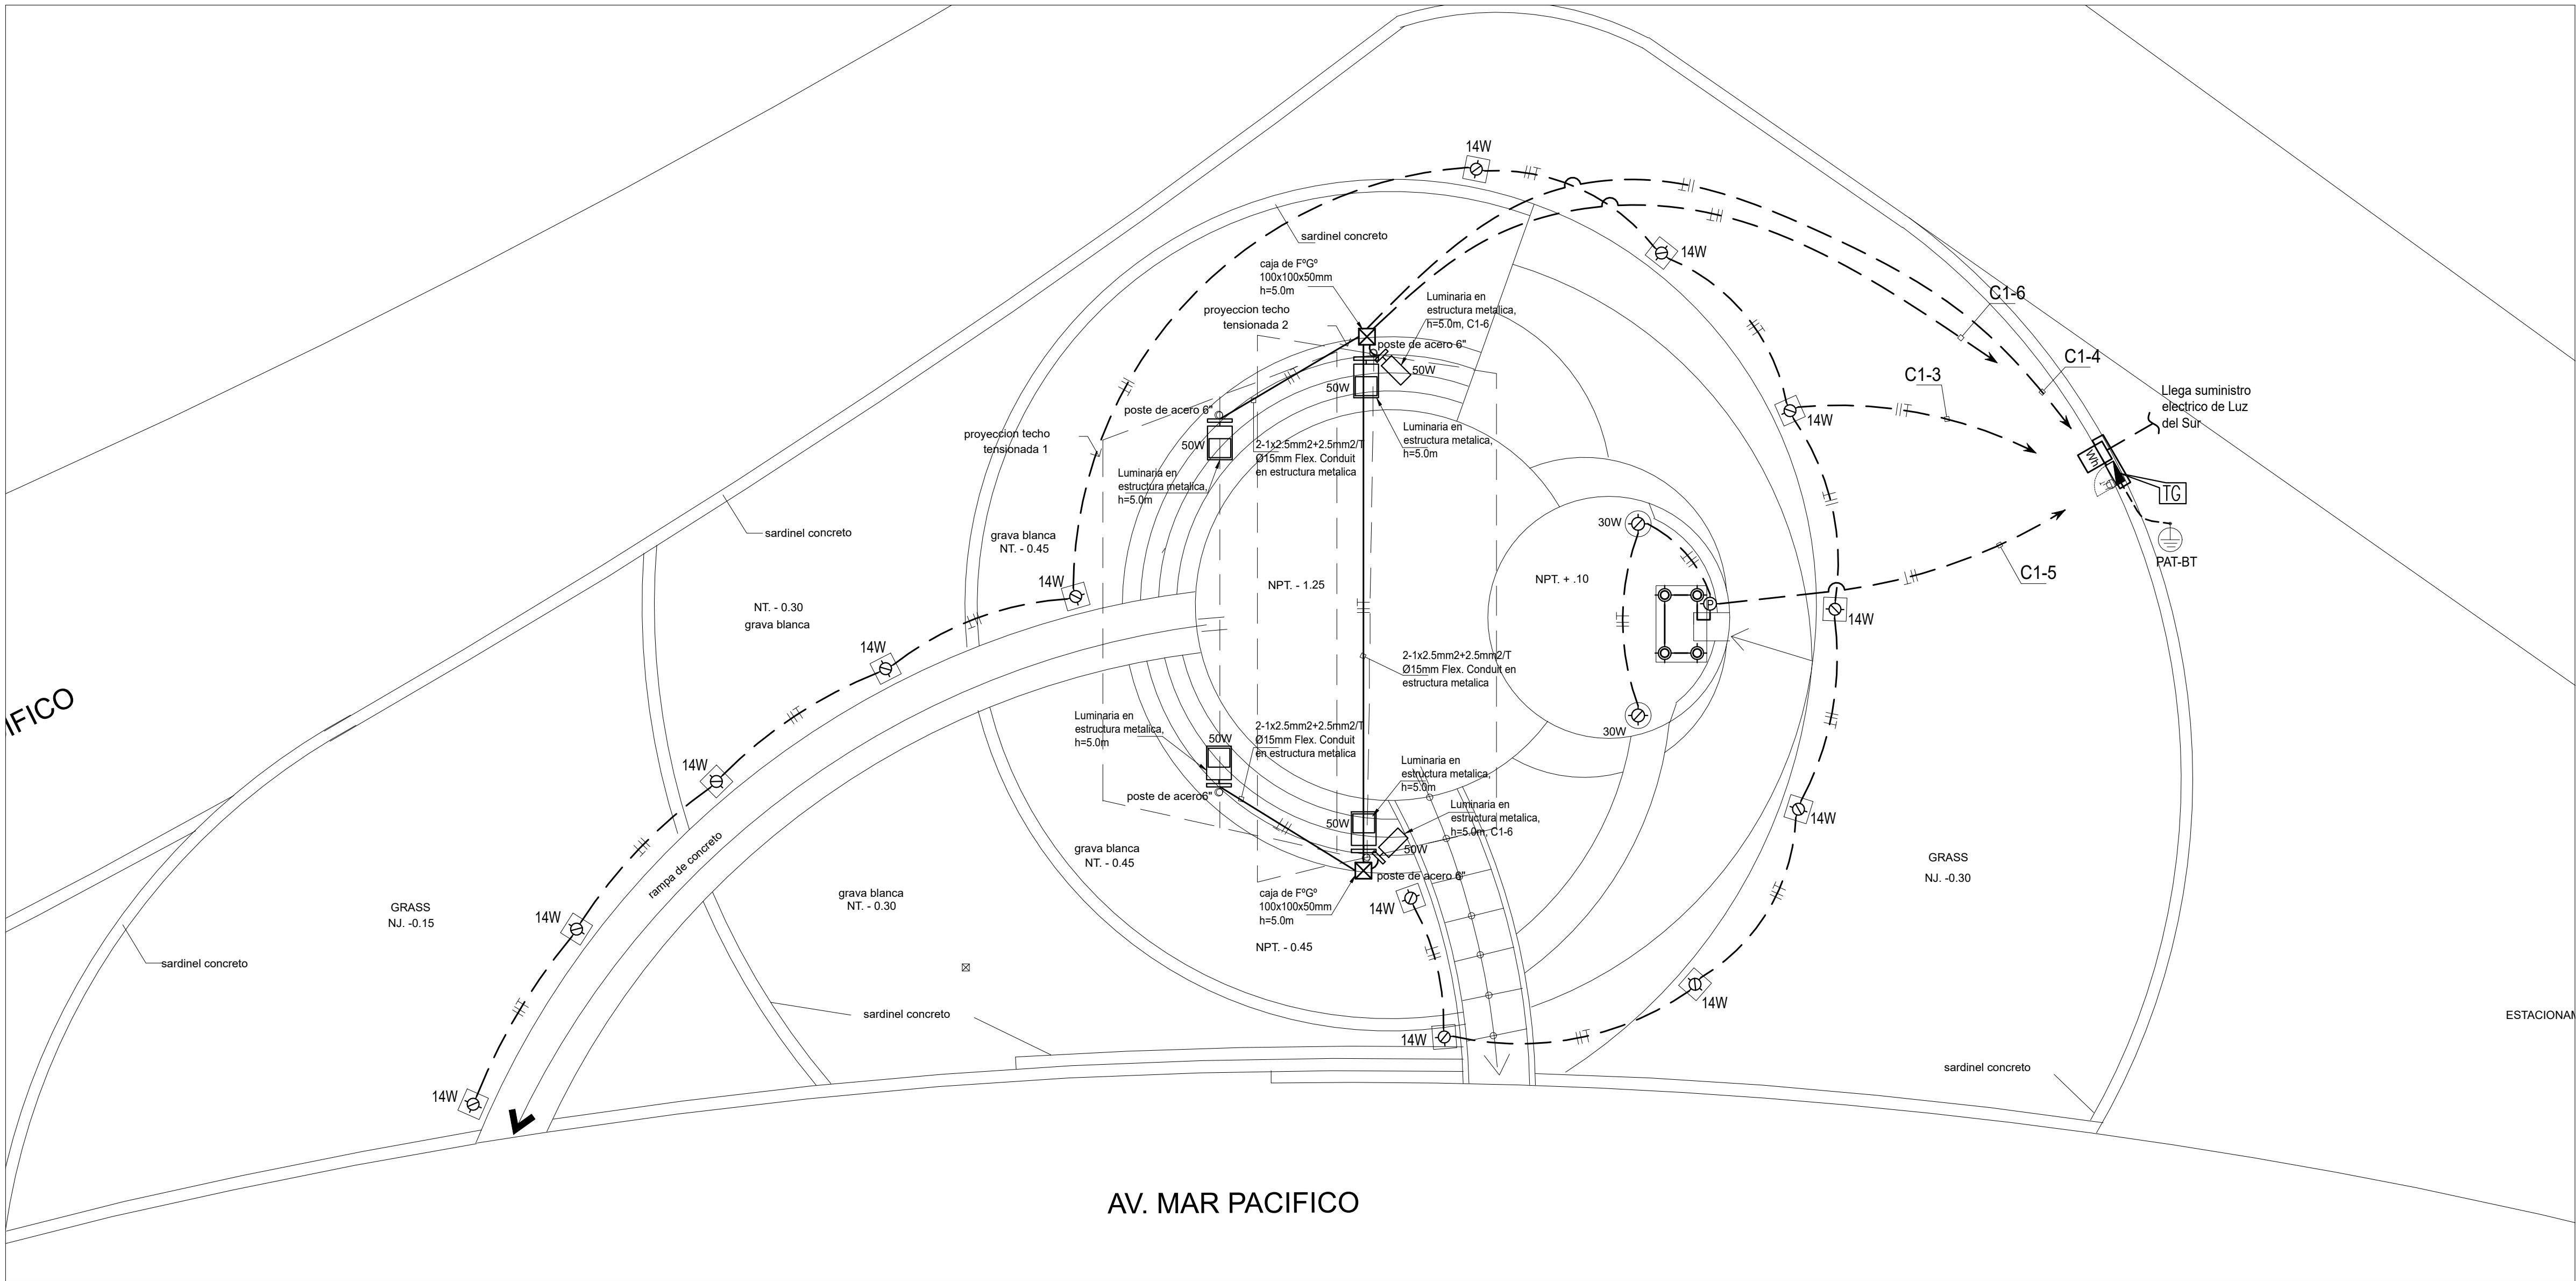 14W
14W
sardinel concreto
caja de FºGº
100x100x50mm
h=5.0m
Luminaria en
estructura metalica,
h=5.0m, C1-6
C1-6
proyeccion techo
tensionada 2
poste de acero 6"
50W
50W
C1-4
C1-3
Llega suministro
electrico de Luz
del Sur
poste de acero 6"
14W
proyeccion techo
tensionada 1
50W
Luminaria en
estructura metalica,
h=5.0m
2-1x2.5mm2+2.5mm2/T
Ø15mm Flex. Conduit
en estructura metalica
Luminaria en
estructura metalica,
h=5.0m
Wh
TG
sardinel concreto
grava blanca
NT. - 0.45
30W
PAT-BT
C1-5
14W
NPT. - 1.25
NPT. + .10
P
NT. - 0.30
grava blanca
14W
14W
2-1x2.5mm2+2.5mm2/T
Ø15mm Flex. Conduit en
estructura metalica
IFICO
Luminaria en
estructura metalica,
h=5.0m
2-1x2.5mm2+2.5mm2/T
Ø15mm Flex. Conduit
en estructura metalica
50W
30W
14W
Luminaria en
estructura metalica,
h=5.0m
poste de acero6"
50W
Luminaria en
estructura metalica,
h=5.0m, C1-6
50W
14W
rampa de concreto
grava blanca
NT. - 0.45
GRASS
NJ. -0.30
poste de acero 6"
caja de FºGº
100x100x50mm
h=5.0m
14W
grava blanca
NT. - 0.30
GRASS
NJ. -0.15
14W
NPT. - 0.45
sardinel concreto
14W
sardinel concreto
ESTACIONAM
14W
sardinel concreto
14W
AV. MAR PACIFICO